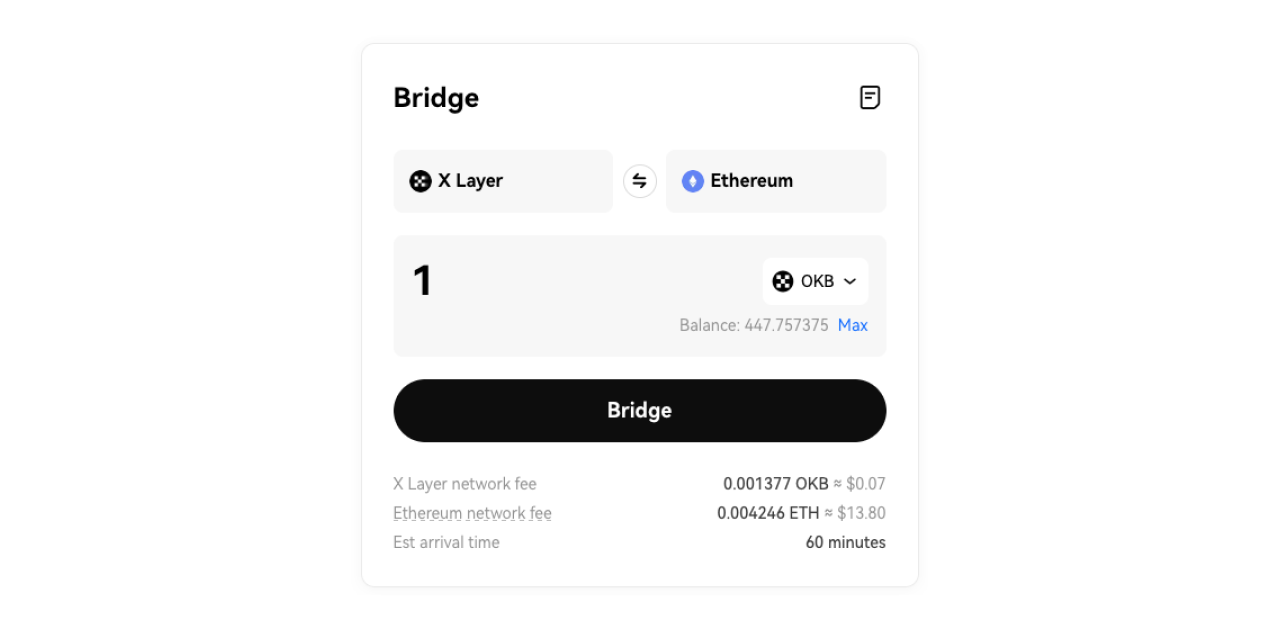 Bridge
X Layer
Ethereum
1
OKB
Balance: 447.757375 Max
Bridge
X Layer network fee 0.001377 OKB ≈ $0.07
Ethereum network fee 0.004246 ETH ≈ $13.80
Est arrival time 60 minutes